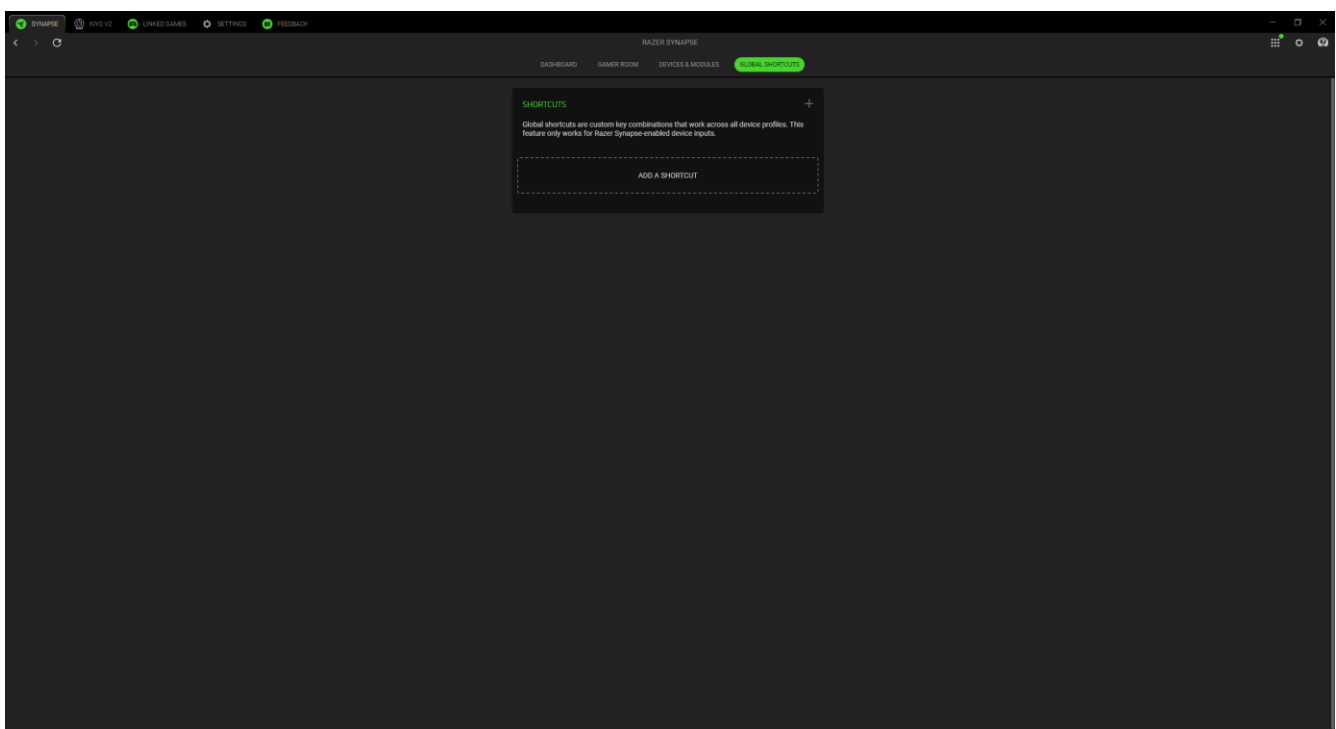 SYNAPSE KIYO V2 LINKED GAMES SETTINGS FEEDBACK
RAZER SYNAPSE
DASHBOARD GAMER ROOM DEVICES & MODULES GLOBAL SHORTCUTS
SHORTCUTS
Global shortcuts are custom key combinations that work across all device profiles. This
feature only works for Razer Synapse-enabled device inputs.
ADD A SHORTCUT